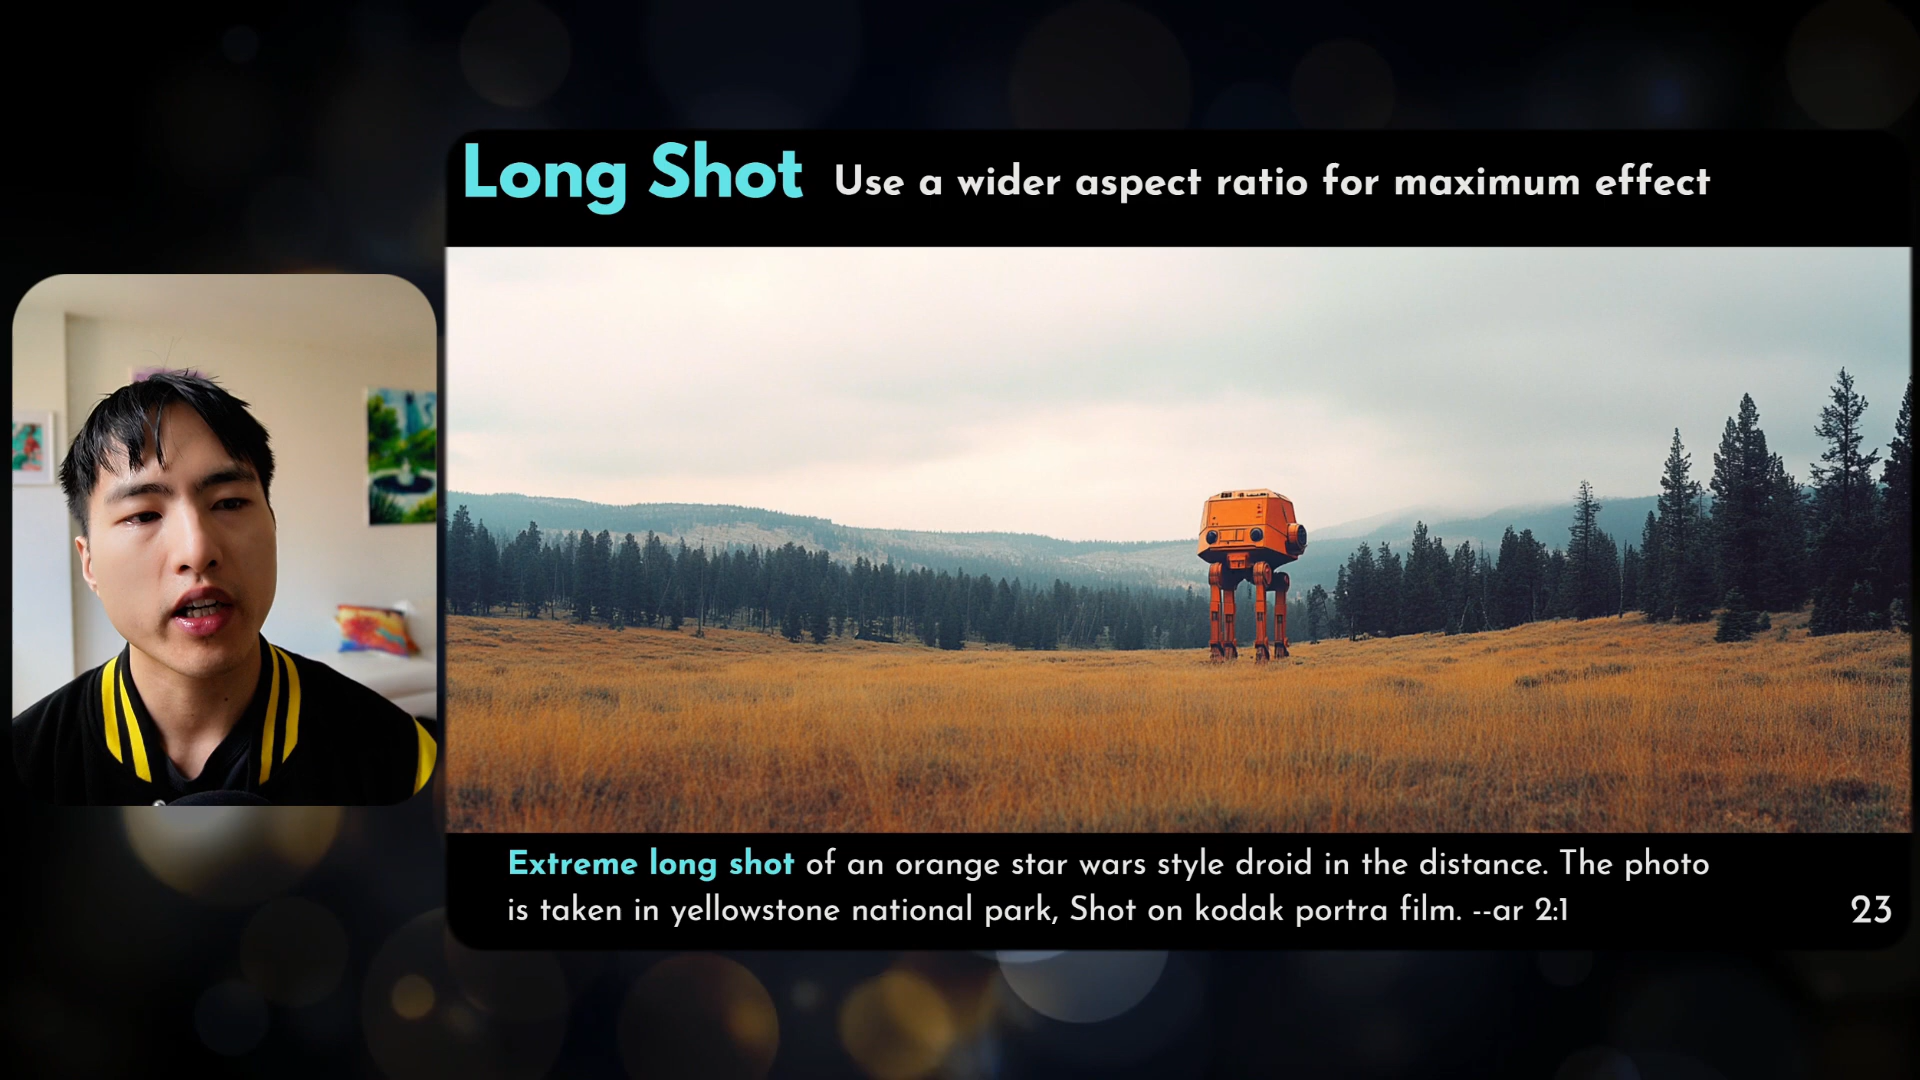 Long Shot Use a wider aspect ratio for maximum effect
Extreme long shot of an orange star wars style droid in the distance. The photo
is taken in yellowstone national park, Shot on kodak portra film. --ar 2:1
23